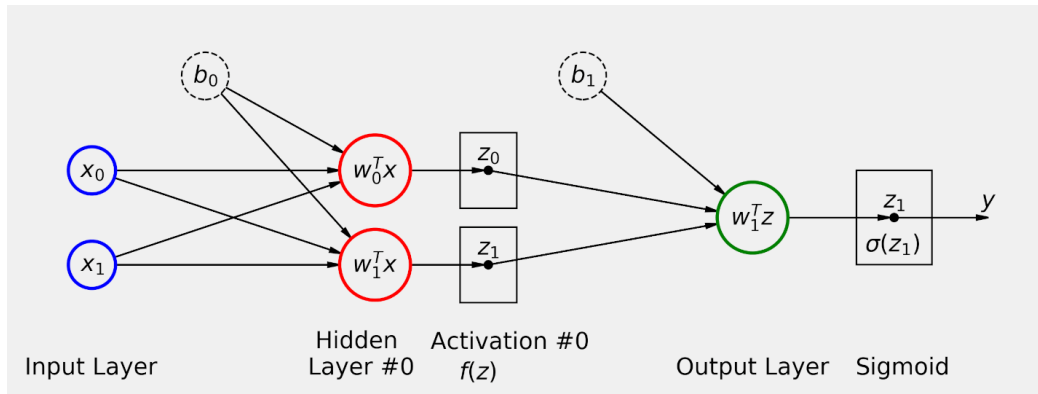 b₀
b₁
x₀
w₀ᵀx
z₀
w₁ᵀz
z₁
σ(z₁)
y
x₁
w₁ᵀx
z₁
Hidden
Layer #0
Activation #0
f(z)
Input Layer
Output Layer
Sigmoid